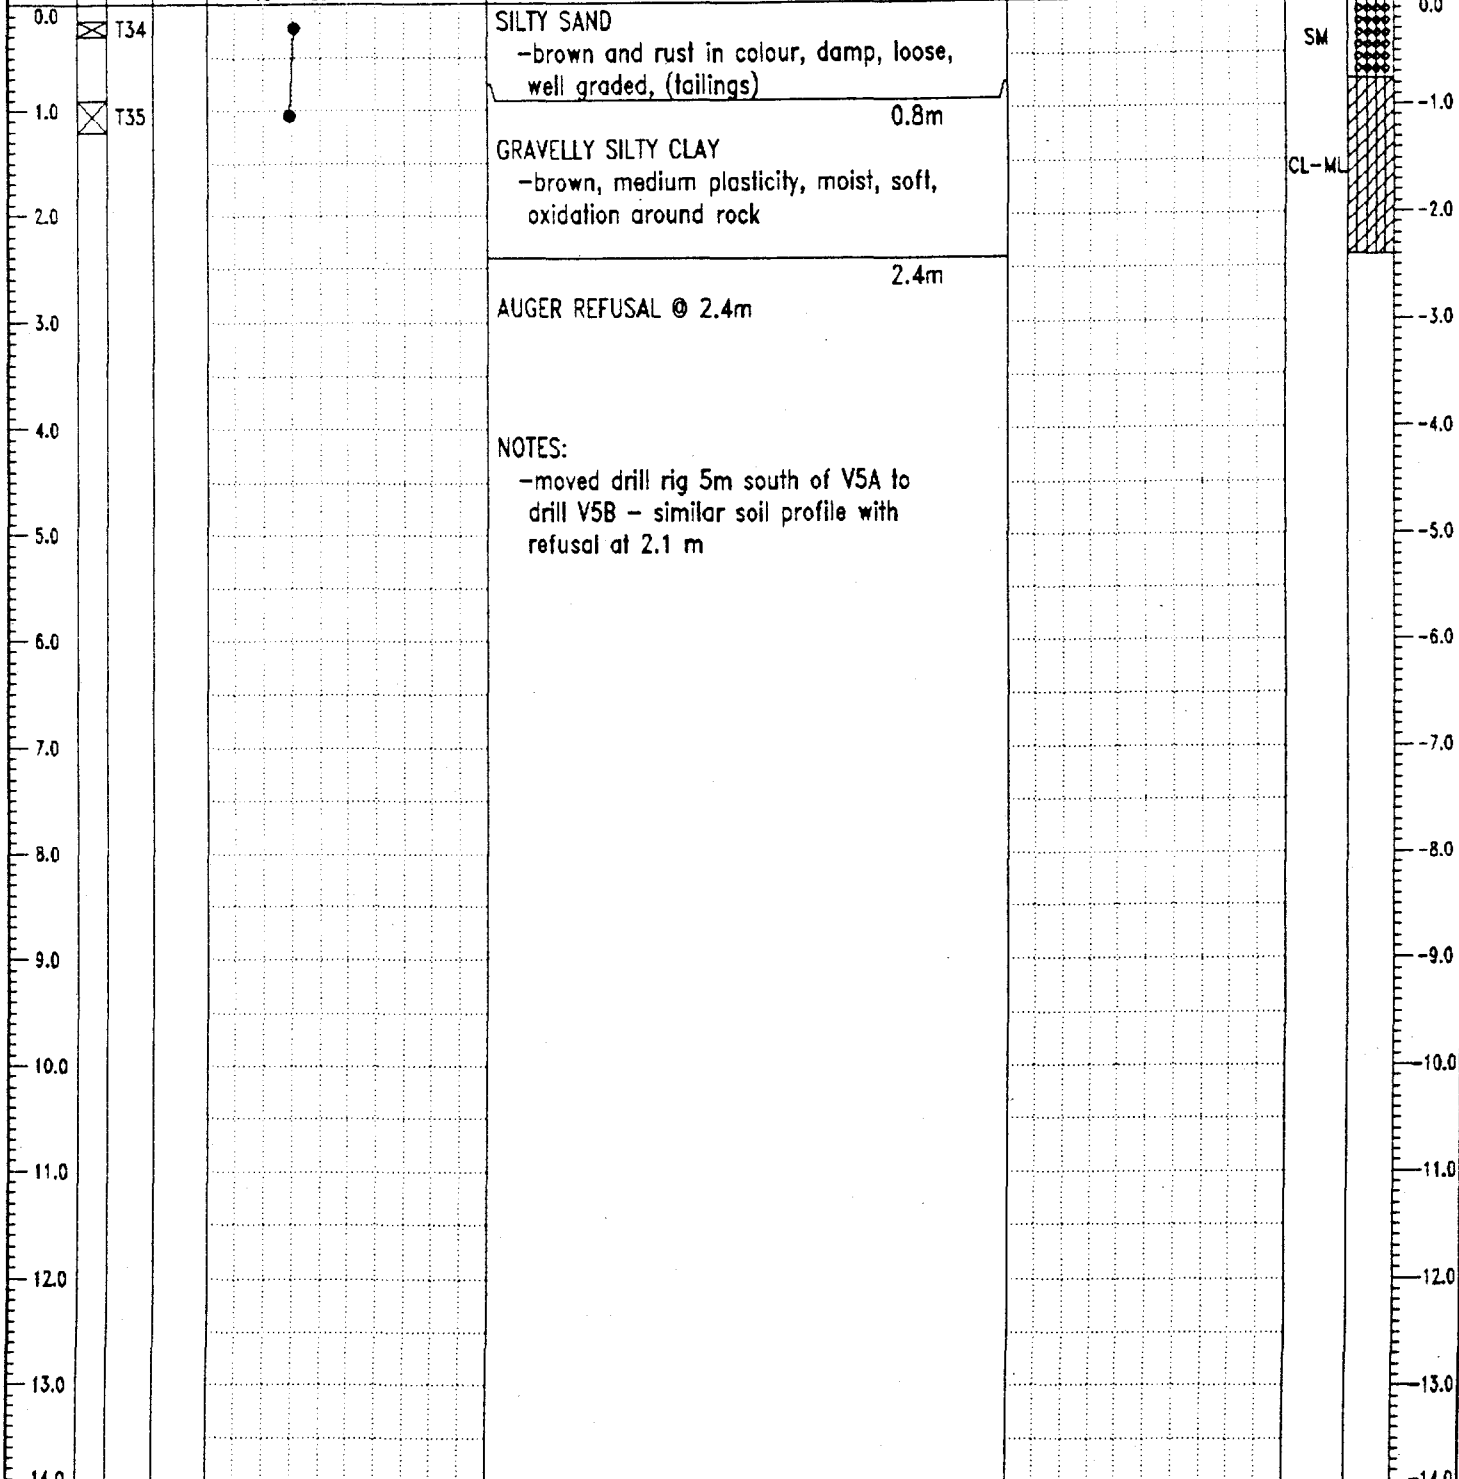 0.0
T34
SILTY SAND
-brown and rust in colour, damp, loose,
well graded, (tailings)
SM
0.0
1.0
T35
0.8m
-1.0
GRAVELLY SILTY CLAY
-brown, medium plasticity, moist, soft,
oxidation around rock
CL-ML
2.0
-2.0
2.4m
AUGER REFUSAL @ 2.4m
3.0
-3.0
4.0
-4.0
NOTES:
-moved drill rig 5m south of V5A to
drill V5B - similar soil profile with
refusal at 2.1 m
5.0
-5.0
6.0
-6.0
7.0
-7.0
8.0
-8.0
9.0
-9.0
10.0
-10.0
11.0
-11.0
12.0
-12.0
13.0
-13.0
14.0
-14.0